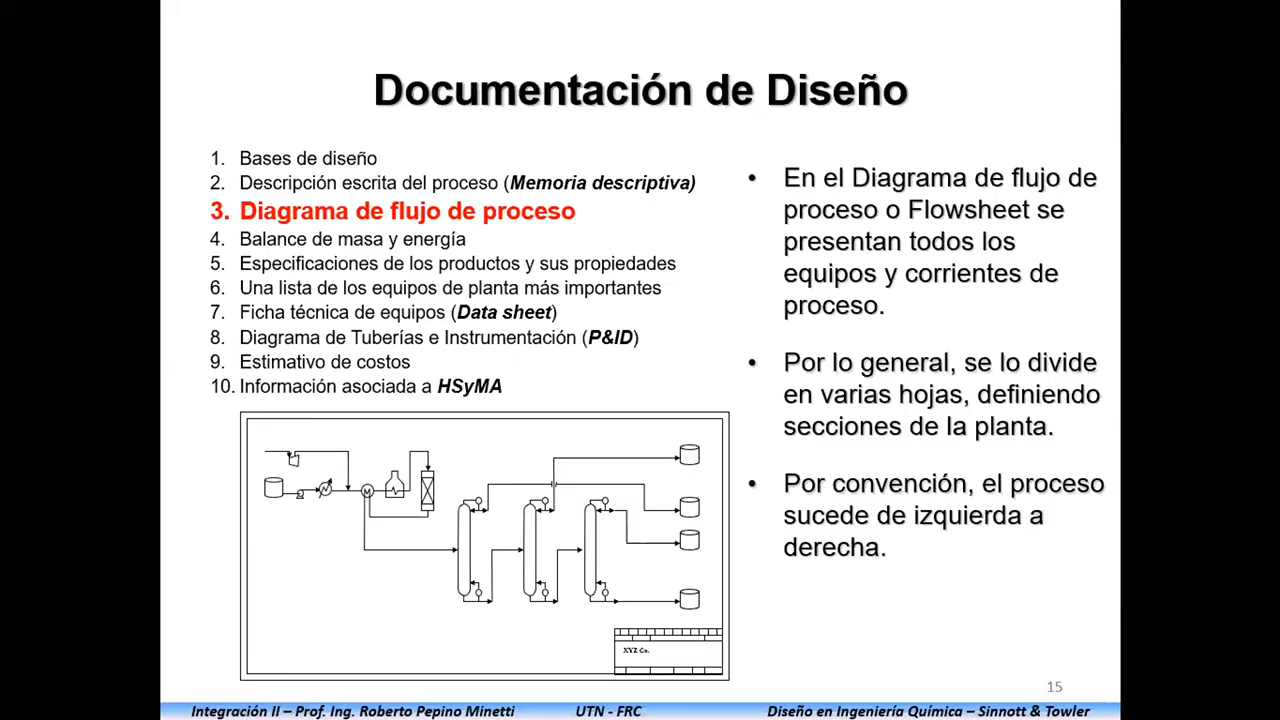 Documentación de Diseño
1. Bases de diseño
2. Descripción escrita del proceso (Memoria descriptiva)
3. Diagrama de flujo de proceso
4. Balance de masa y energía
5. Especificaciones de los productos y sus propiedades
6. Una lista de los equipos de planta más importantes
7. Ficha técnica de equipos (Data sheet)
8. Diagrama de Tuberías e Instrumentación (P&ID)
9. Estimativo de costos
10. Información asociada a HSyMA
• En el Diagrama de flujo de
proceso o Flowsheet se
presentan todos los
equipos y corrientes de
proceso.
• Por lo general, se lo divide
en varias hojas, definiendo
secciones de la planta.
• Por convención, el proceso
sucede de izquierda a
derecha.
M
XYZ Co.
15
Integración II – Prof. Ing. Roberto Pepino Minetti
UTN - FRC
Diseño en Ingeniería Química – Sinnott & Towler